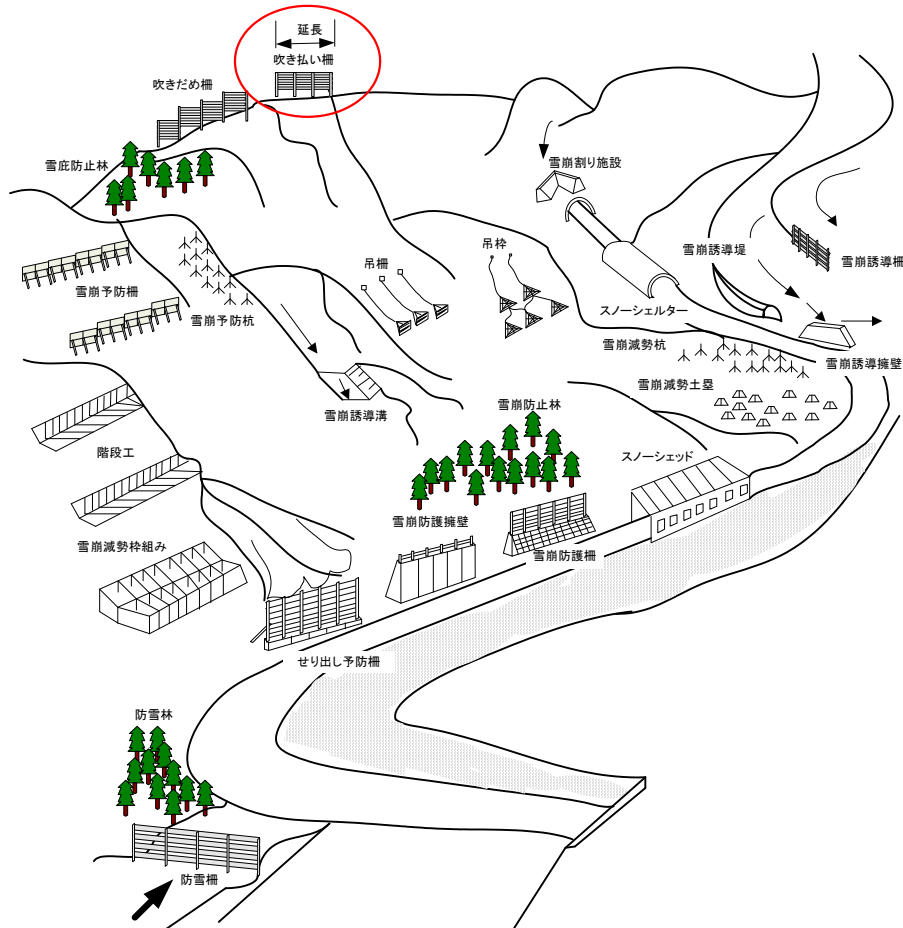 延長
吹き払い柵
吹きだめ柵
雪庇防止林
雪崩割り施設
吊枠
吊柵
雪崩誘導堤
雪崩誘導柵
雪崩予防柵
雪崩予防杭
スノーシェルター
雪崩減勢杭
雪崩誘導擁壁
雪崩減勢土塁
雪崩誘導溝
雪崩防止林
階段工
スノーシェッド
雪崩防護擁壁
雪崩減勢枠組み
雪崩防護柵
せり出し予防柵
防雪林
防雪柵